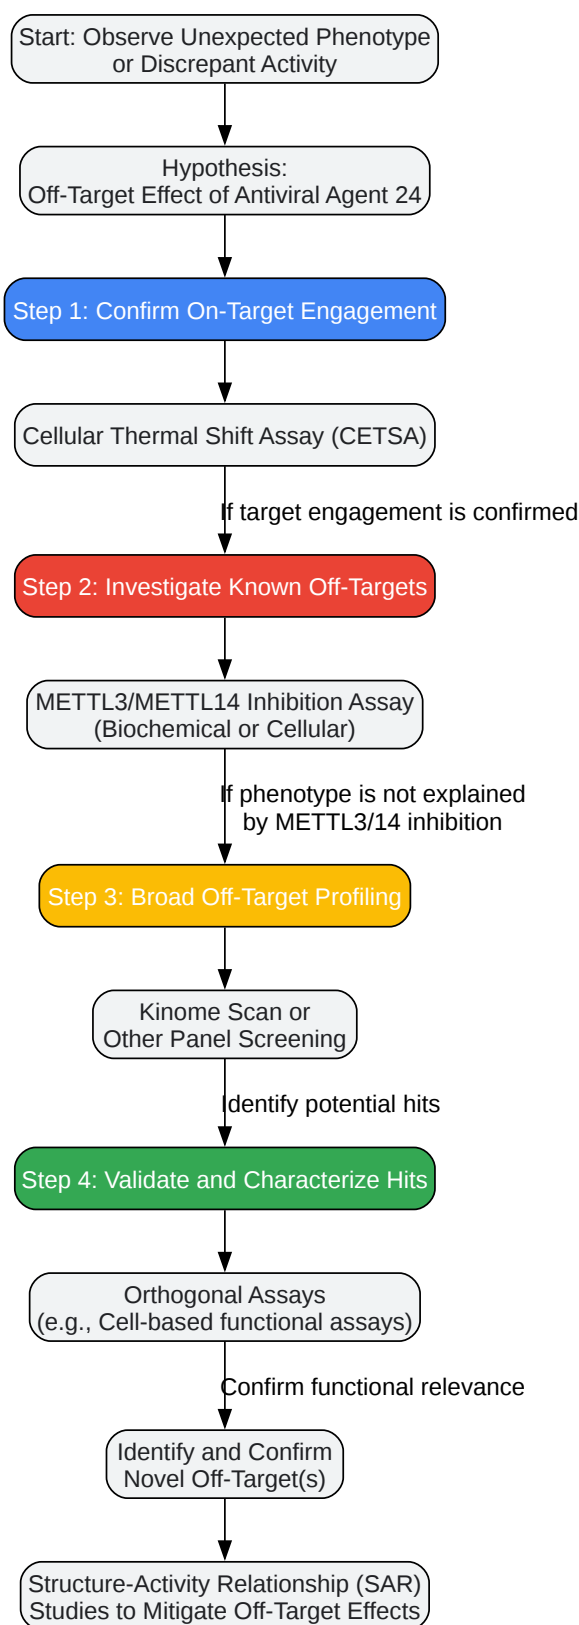 Start: Observe Unexpected Phenotype
or Discrepant Activity
Hypothesis:
Off-Target Effect of Antiviral Agent 24
Step 1: Confirm On-Target Engagement
Cellular Thermal Shift Assay (CETSA)
If target engagement is confirmed
Step 2: Investigate Known Off-Targets
METTL3/METTL14 Inhibition Assay
(Biochemical or Cellular)
If phenotype is not explained
by METTL3/14 inhibition
Step 3: Broad Off-Target Profiling
Kinome Scan or
Other Panel Screening
Identify potential hits
Step 4: Validate and Characterize Hits
Orthogonal Assays
(e.g., Cell-based functional assays)
Confirm functional relevance
Identify and Confirm
Novel Off-Target(s)
Structure-Activity Relationship (SAR)
Studies to Mitigate Off-Target Effects